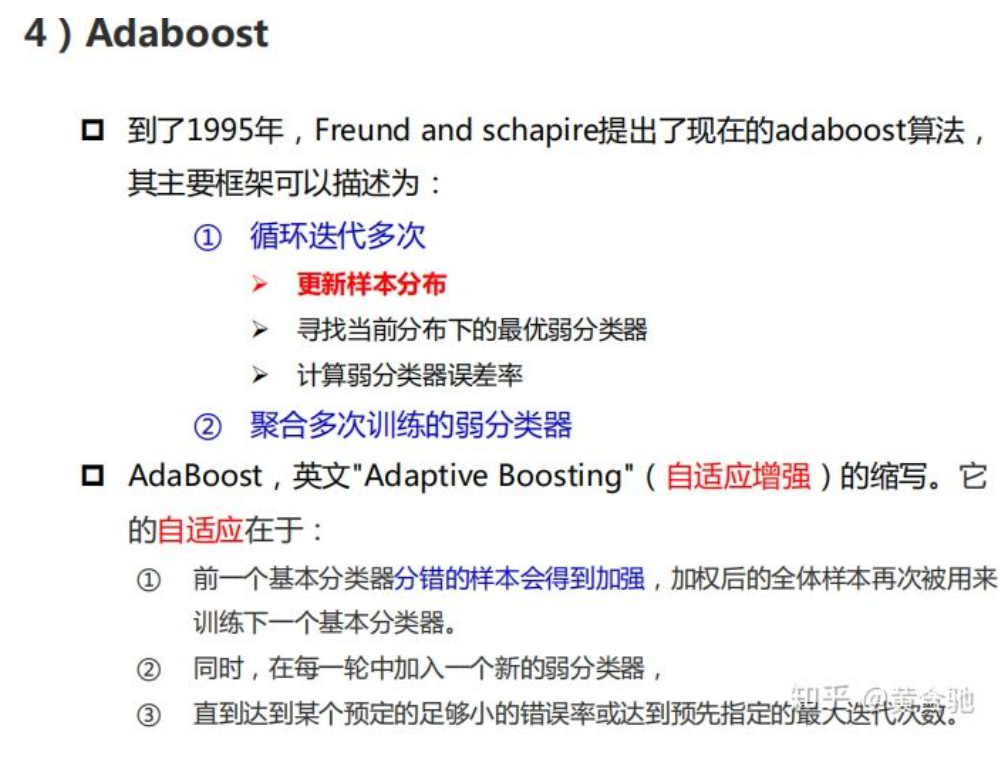 4）Adaboost
到了1995年，Freund and schapire提出了现在的adaboost算法，
其主要框架可以描述为：
① 循环迭代多次
➢ 更新样本分布
➢ 寻找当前分布下的最优弱分类器
➢ 计算弱分类器误差率
② 聚合多次训练的弱分类器
AdaBoost，英文"Adaptive Boosting"（自适应增强）的缩写。它
的自适应在于：
① 前一个基本分类器分错的样本会得到加强，加权后的全体样本再次被用来
训练下一个基本分类器。
② 同时，在每一轮中加入一个新的弱分类器，
③ 直到达到某个预定的足够小的错误率或达到预先指定的最大迭代次数。
知乎 @黄含驰